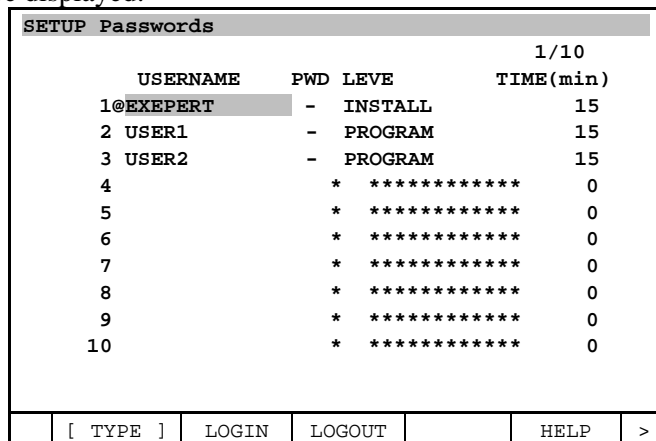 e displayed.
SETUP Passwords
1/10
USERNAME PWD LEVE TIME(min)
1@EXEPERT - INSTALL 15
2 USER1 - PROGRAM 15
3 USER2 - PROGRAM 15
4 * ************ 0
5 * ************ 0
6 * ************ 0
7 * ************ 0
8 * ************ 0
9 * ************ 0
10 * ************ 0
[ TYPE ] LOGIN LOGOUT HELP >